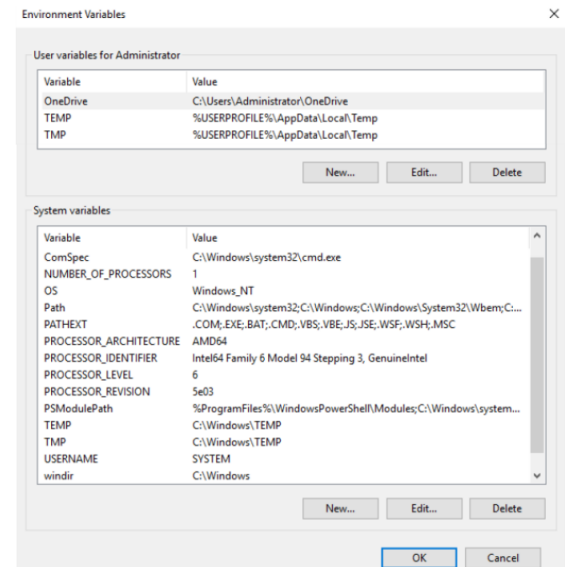 Environment Variables
User variables for Administrator
Variable Value
OneDrive C:\Users\Administrator\OneDrive
TEMP %USERPROFILE%\AppData\Local\Temp
TMP %USERPROFILE%\AppData\Local\Temp
New... Edit... Delete
System variables
Variable Value
ComSpec C:\Windows\system32\cmd.exe
NUMBER_OF_PROCESSORS 1
OS Windows_NT
Path C:\Windows\system32;C:\Windows;C:\Windows\System32\Wbem;C:...
PATHEXT .COM;.EXE;.BAT;.CMD;.VBS;.VBE;.JS;.JSE;.WSF;.WSH;.MSC
PROCESSOR_ARCHITECTURE AMD64
PROCESSOR_IDENTIFIER Intel64 Family 6 Model 94 Stepping 3, GenuineIntel
PROCESSOR_LEVEL 6
PROCESSOR_REVISION 5e03
PSModulePath %ProgramFiles%\WindowsPowerShell\Modules;C:\Windows\system...
TEMP C:\Windows\TEMP
TMP C:\Windows\TEMP
USERNAME SYSTEM
windir C:\Windows
New... Edit... Delete
OK Cancel